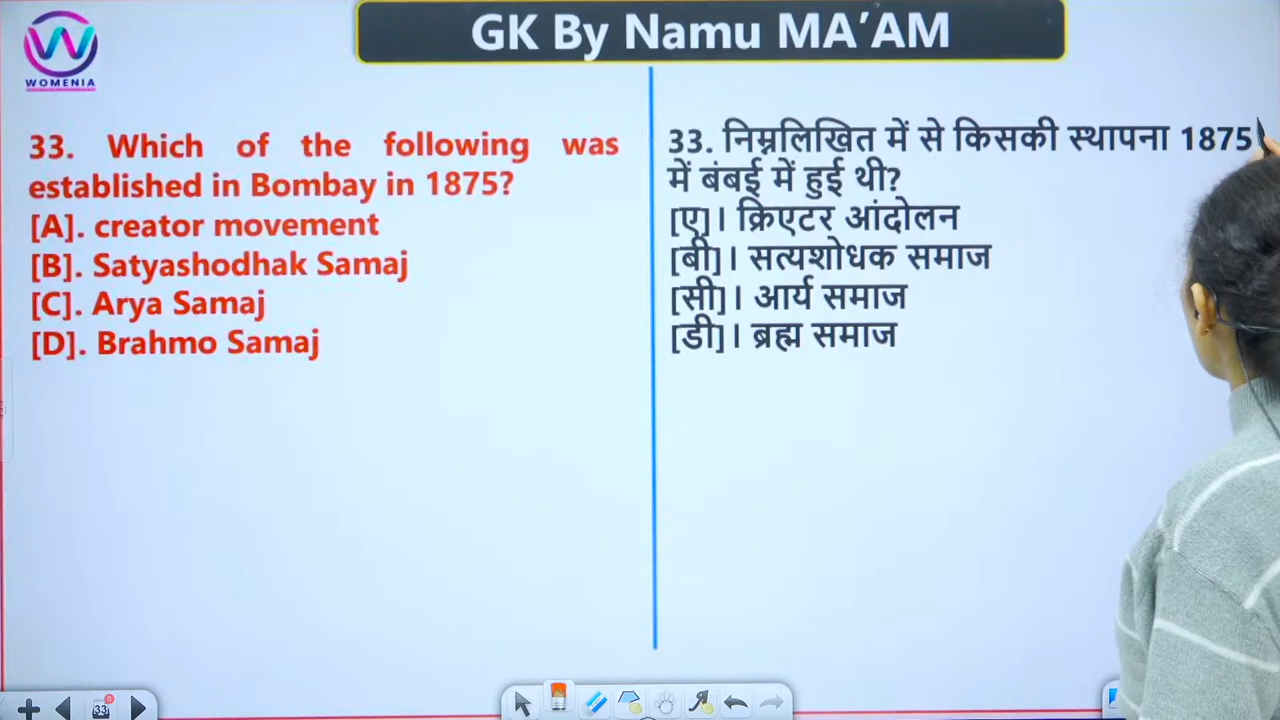 WOMENIA
GK By Namu MA’AM
33. Which of the following was
established in Bombay in 1875?
[A]. creator movement
[B]. Satyashodhak Samaj
[C]. Arya Samaj
[D]. Brahmo Samaj
33. निम्नलिखित में से किसकी स्थापना 1875
में बंबई में हुई थी?
[ए]। क्रिएटर आंदोलन
[बी]। सत्यशोधक समाज
[सी]। आर्य समाज
[डी]। ब्रह्म समाज
33
0